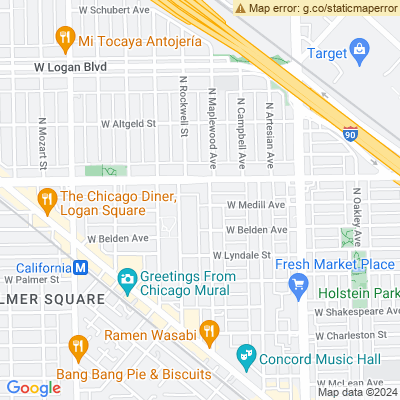 Map error: g.co/staticmaperror
W Schubert Ave
Mi Tocaya Antojería
W Logan Blvd
Target
N Rockwell St
N Maplewood Ave
N Campbell Ave
N Artesian Ave
W Altgeld St
N Mozart St
90
The Chicago Diner,
Logan Square
N Oakley Ave
W Medill Ave
W Belden Ave
W Belden Ave
W Lyndale St
California
M
W Palmer St
Greetings From
Chicago Mural
Fresh Market Place
Holstein Park
LMER SQUARE
W Shakespeare Ave
Ramen Wasabi
W Charleston St
Concord Music Hall
Bang Bang Pie & Biscuits
W McLean Ave
Google
Map data ©2024